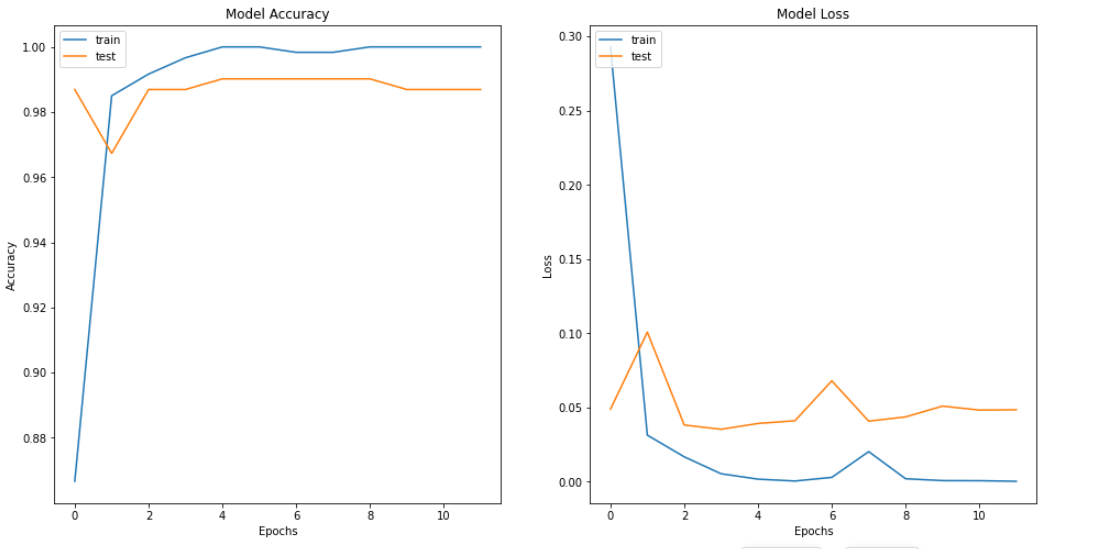 Model Accuracy
train
test
1.00
0.98
0.96
0.94
0.92
0.90
0.88
Accuracy
0 2 4 6 8 10
Epochs
Model Loss
train
test
0.30
0.25
0.20
0.15
0.10
0.05
0.00
Loss
0 2 4 6 8 10
Epochs